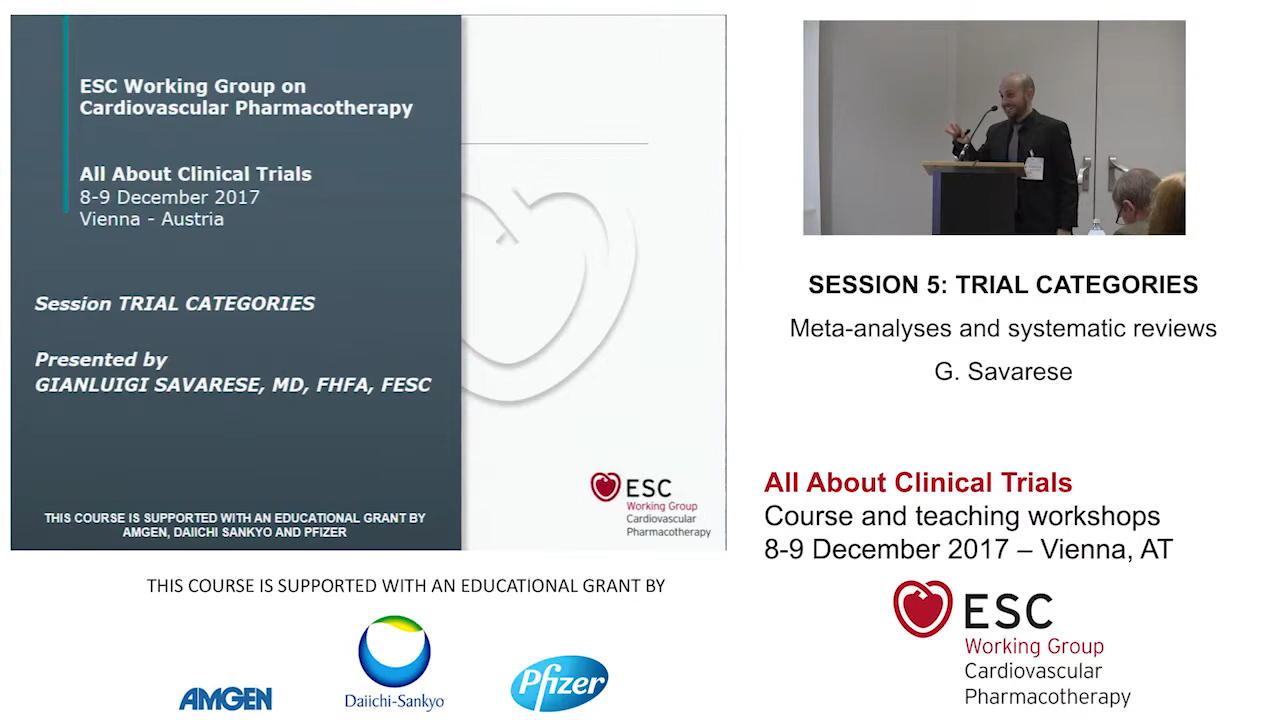 ESC Working Group on
Cardiovascular Pharmacotherapy
All About Clinical Trials
8-9 December 2017
Vienna - Austria
Session TRIAL CATEGORIES
Presented by
GIANLUIGI SAVARESE, MD, FHFA, FESC
THIS COURSE IS SUPPORTED WITH AN EDUCATIONAL GRANT BY
AMGEN, DAIICHI SANKYO AND PFIZER
ESC
Working Group
Cardiovascular
Pharmacotherapy
THIS COURSE IS SUPPORTED WITH AN EDUCATIONAL GRANT BY
AMGEN
Daiichi-Sankyo
Pfizer
SESSION 5: TRIAL CATEGORIES
Meta-analyses and systematic reviews
G. Savarese
All About Clinical Trials
Course and teaching workshops
8-9 December 2017 – Vienna, AT
ESC
Working Group
Cardiovascular
Pharmacotherapy